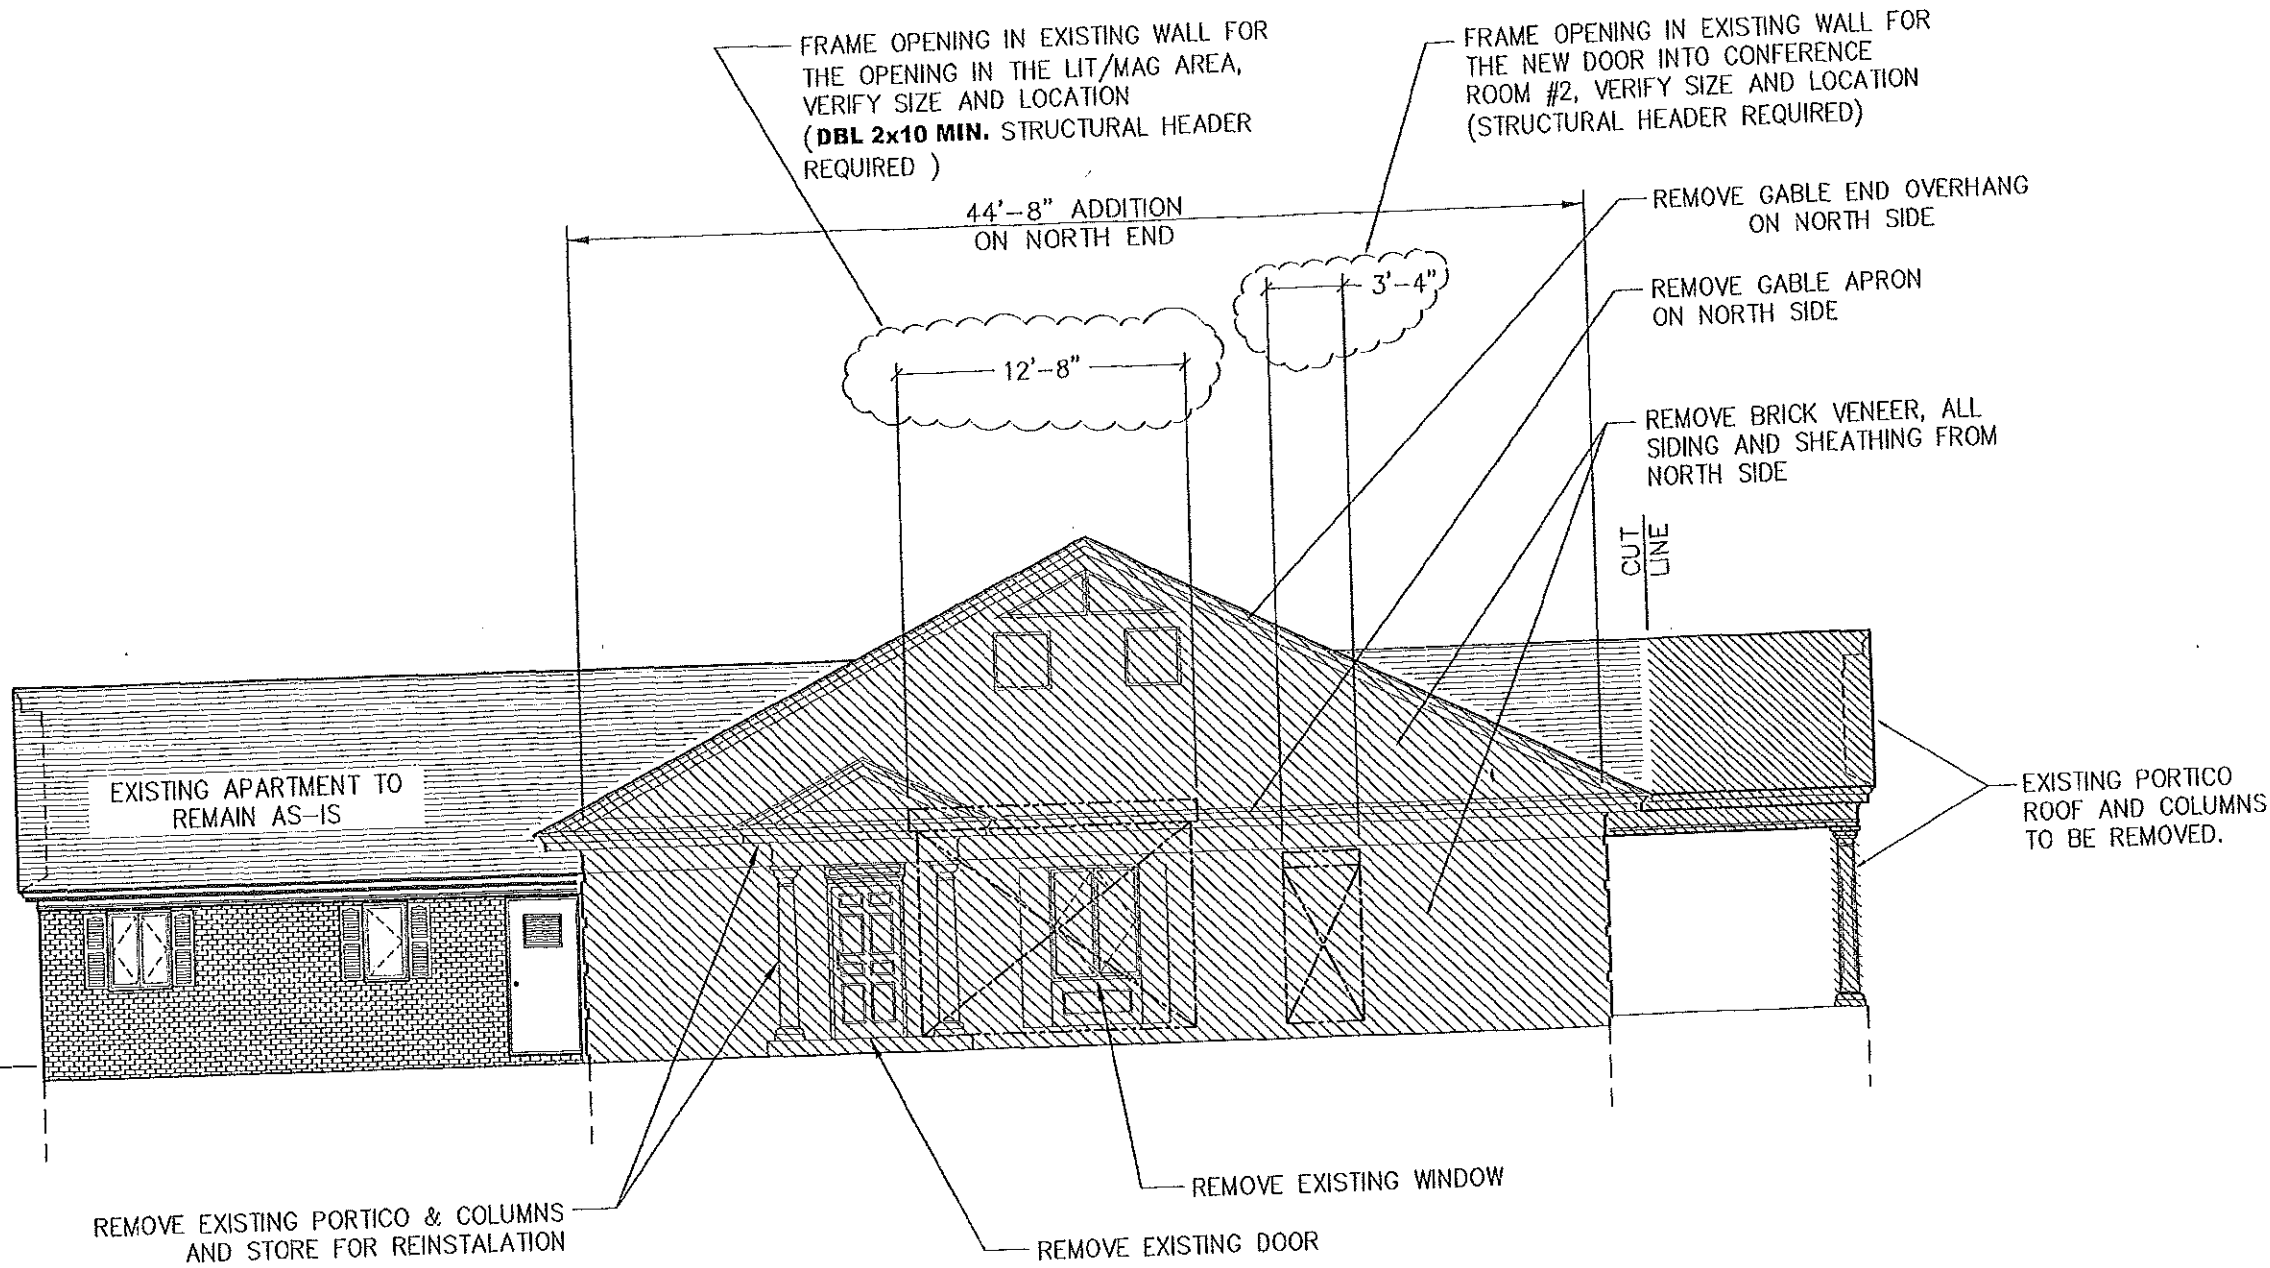 FRAME OPENING IN EXISTING WALL FOR
THE OPENING IN THE LIT/MAG AREA,
VERIFY SIZE AND LOCATION
(DBL 2x10 MIN. STRUCTURAL HEADER
REQUIRED )
FRAME OPENING IN EXISTING WALL FOR
THE NEW DOOR INTO CONFERENCE
ROOM #2, VERIFY SIZE AND LOCATION
(STRUCTURAL HEADER REQUIRED)
44'-8" ADDITION
ON NORTH END
REMOVE GABLE END OVERHANG
ON NORTH SIDE
3'-4"
REMOVE GABLE APRON
ON NORTH SIDE
12'-8"
REMOVE BRICK VENEER, ALL
SIDING AND SHEATHING FROM
NORTH SIDE
CUT
LINE
EXISTING APARTMENT TO
REMAIN AS-IS
EXISTING PORTICO
ROOF AND COLUMNS
TO BE REMOVED.
REMOVE EXISTING WINDOW
REMOVE EXISTING PORTICO & COLUMNS
AND STORE FOR REINSTALATION
REMOVE EXISTING DOOR